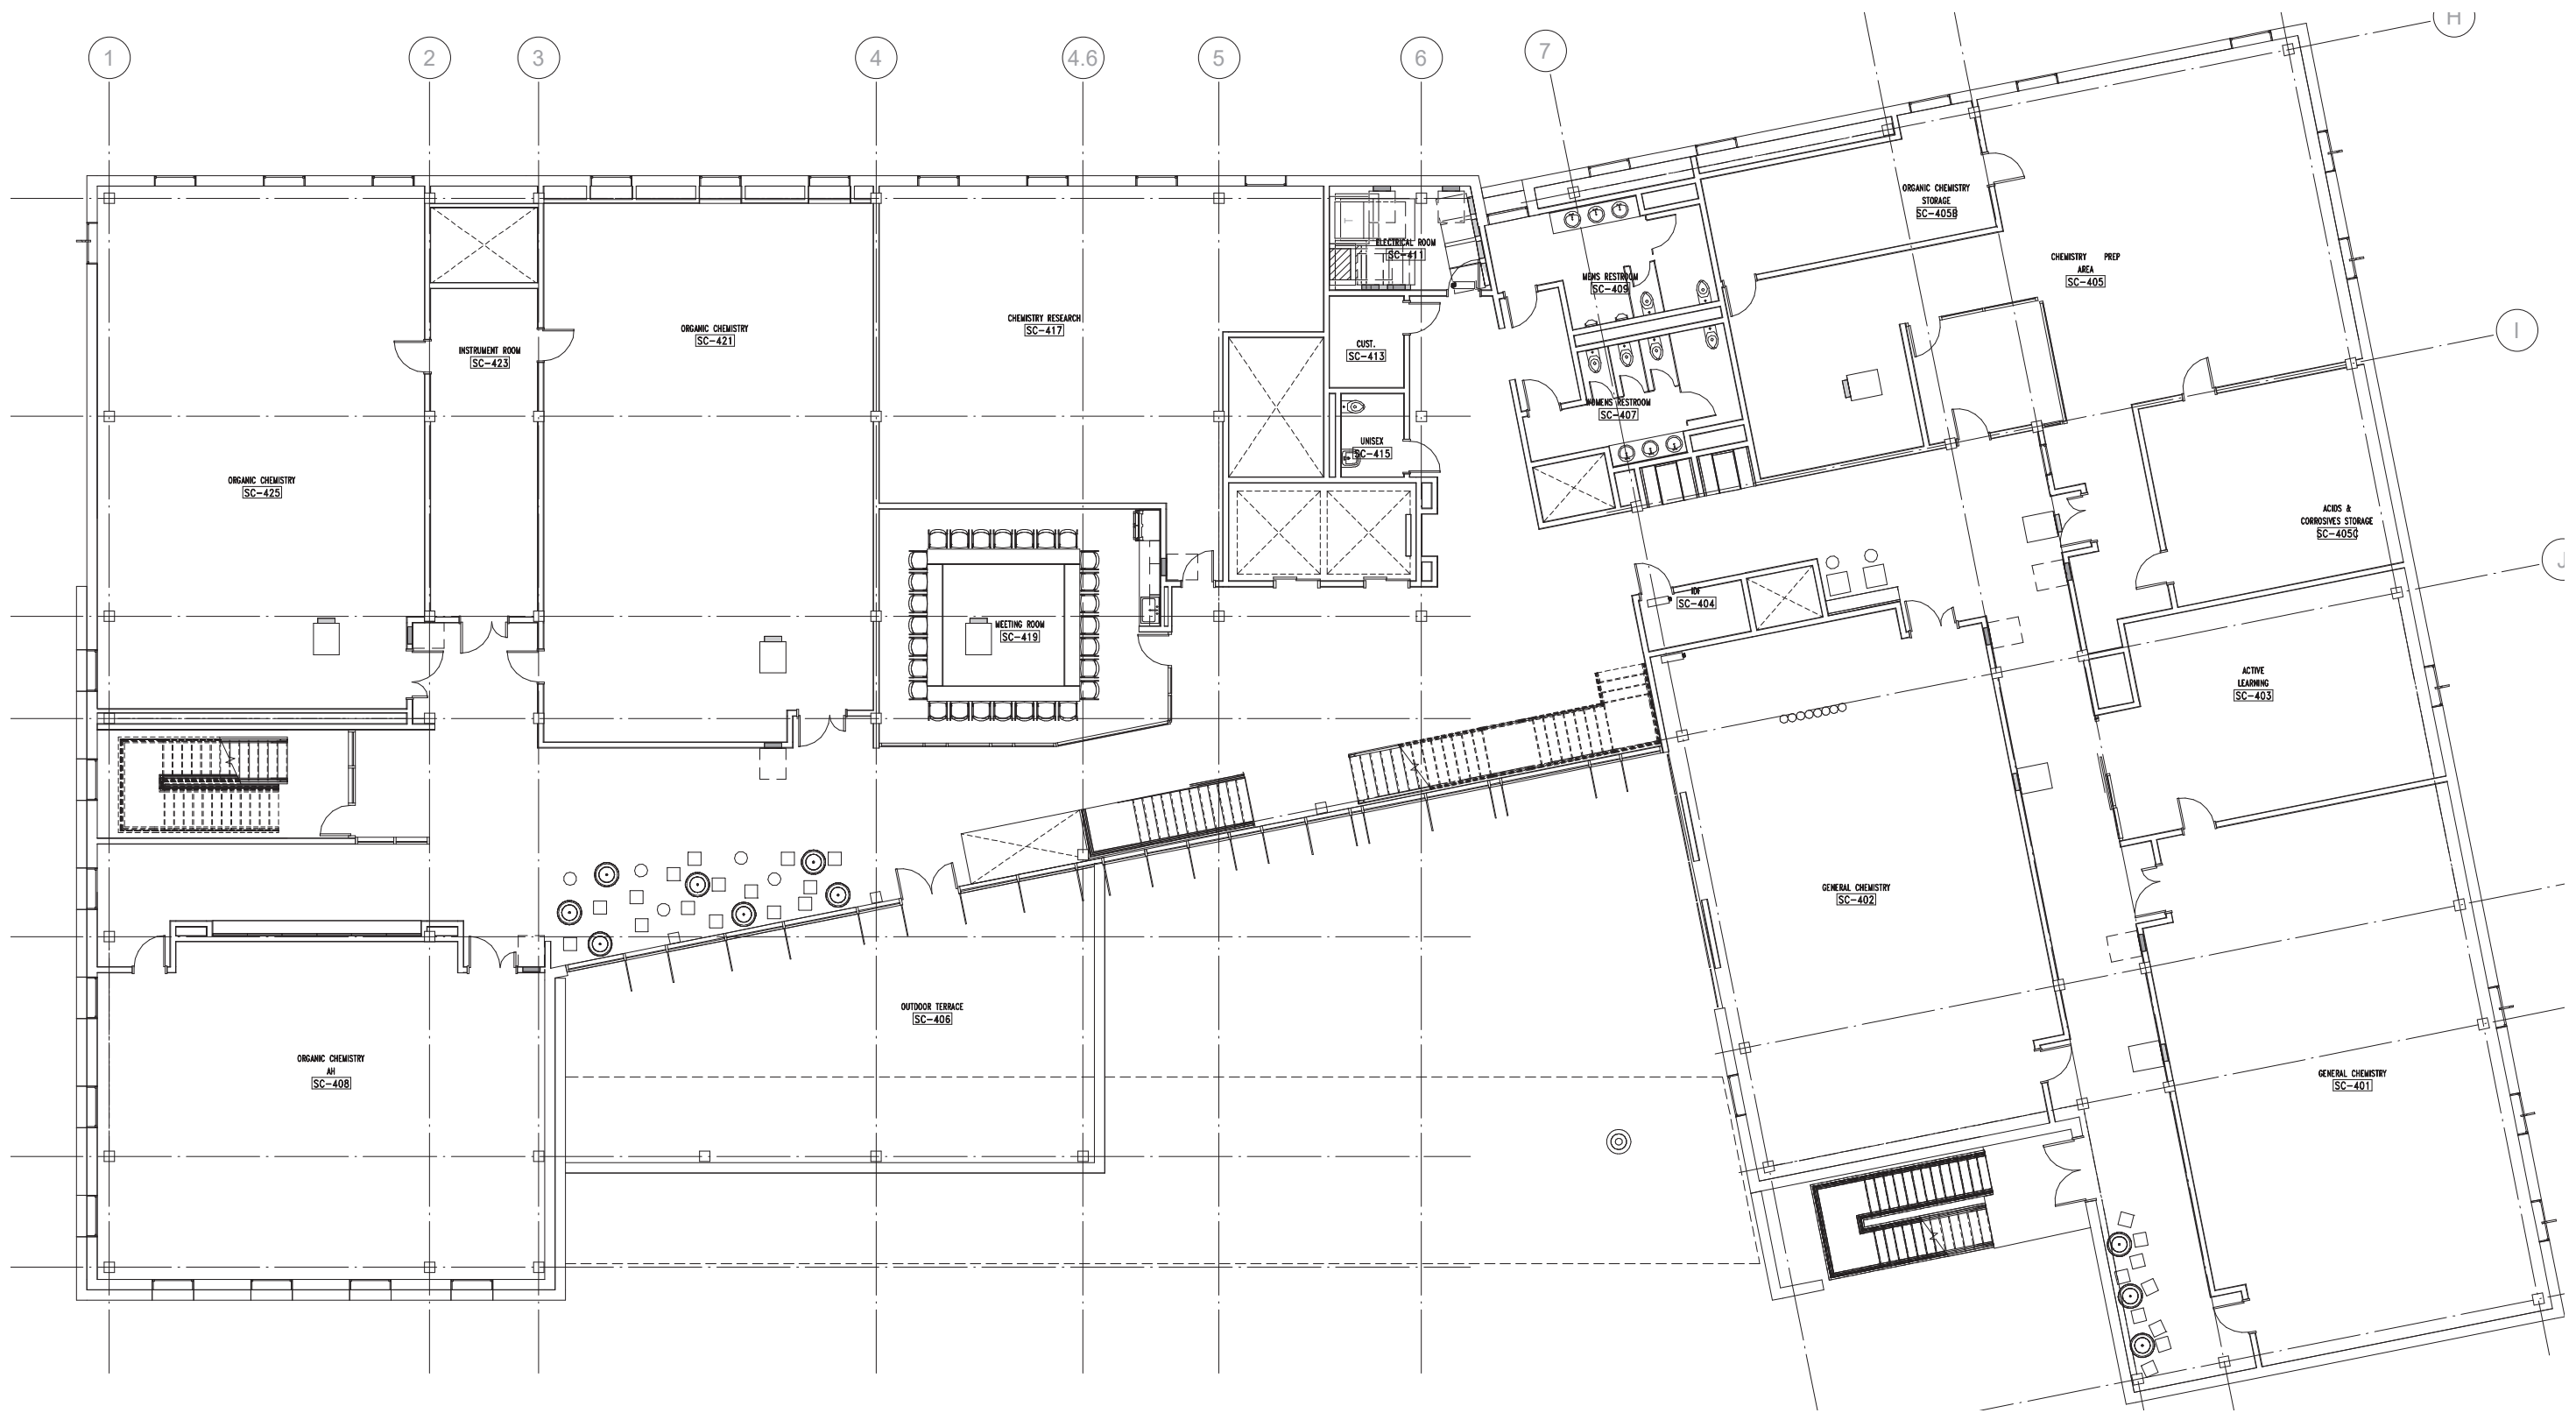 1
2
3
4
4.6
5
6
7
H
ORGANIC CHEMISTRY
STORAGE
SC-405B
ELECTRICAL ROOM
SC-411
MENS RESTROOM
SC-409
CHEMISTRY PREP
AREA
SC-405
I
CHEMISTRY RESEARCH
SC-417
ORGANIC CHEMISTRY
SC-421
INSTRUMENT ROOM
SC-423
CUST.
SC-413
WOMENS RESTROOM
SC-407
UNISEX
SC-415
ORGANIC CHEMISTRY
SC-425
ACIDS &
CORROSIVES STORAGE
SC-405C
J
IDF
SC-404
MEETING ROOM
SC-419
ACTIVE
LEARNING
SC-403
GENERAL CHEMISTRY
SC-402
OUTDOOR TERRACE
SC-406
ORGANIC CHEMISTRY
AH
SC-408
GENERAL CHEMISTRY
SC-401